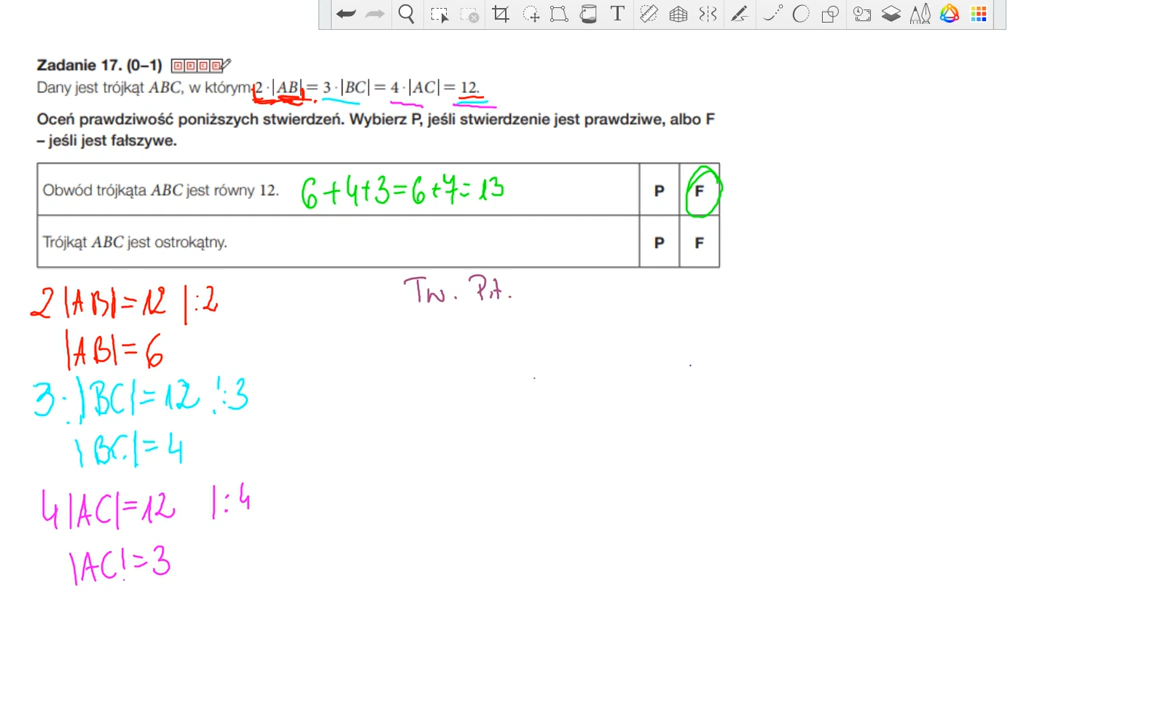 Zadanie 17. (0–1)
Dany jest trójkąt ABC, w którym 2 · |AB| = 3 · |BC| = 4 · |AC| = 12.
Oceń prawdziwość poniższych stwierdzeń. Wybierz P, jeśli stwierdzenie jest prawdziwe, albo F
– jeśli jest fałszywe.
Obwód trójkąta ABC jest równy 12. 6+4+3=6+7=13 P F
Trójkąt ABC jest ostrokątny. P F
Tw. Pit.
2|AB|=12 |:2
|AB|=6
3·|BC|=12 |:3
|BC|=4
4|AC|=12 |:4
|AC|=3